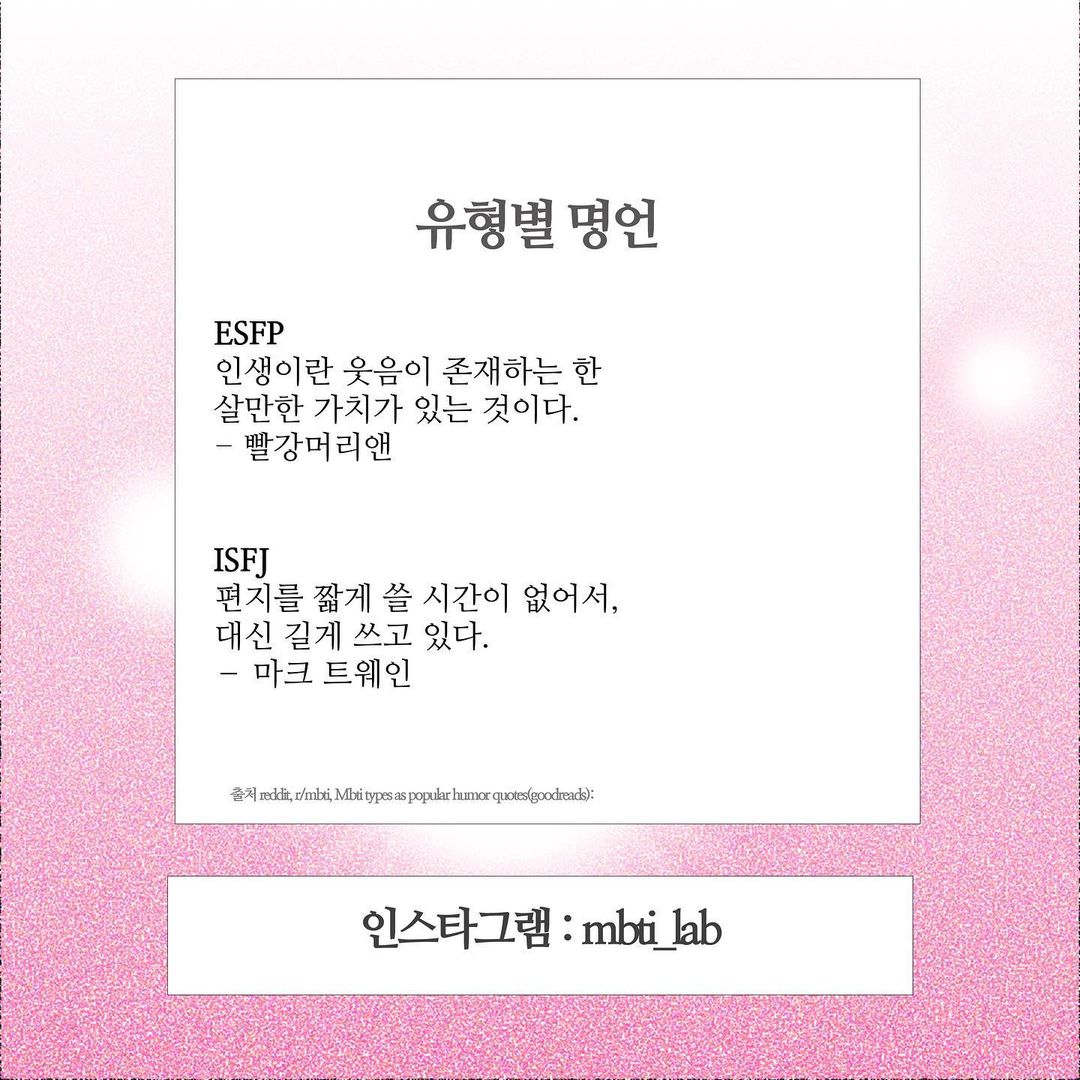 유형별 명언
ESFP
인생이란 웃음이 존재하는 한
살만한 가치가 있는 것이다.
- 빨강머리앤
ISFJ
편지를 짧게 쓸 시간이 없어서,
대신 길게 쓰고 있다.
- 마크 트웨인
출처 reddit, r/mbti, Mbti types as popular humor quotes(goodreads):
인스타그램 : mbti_lab